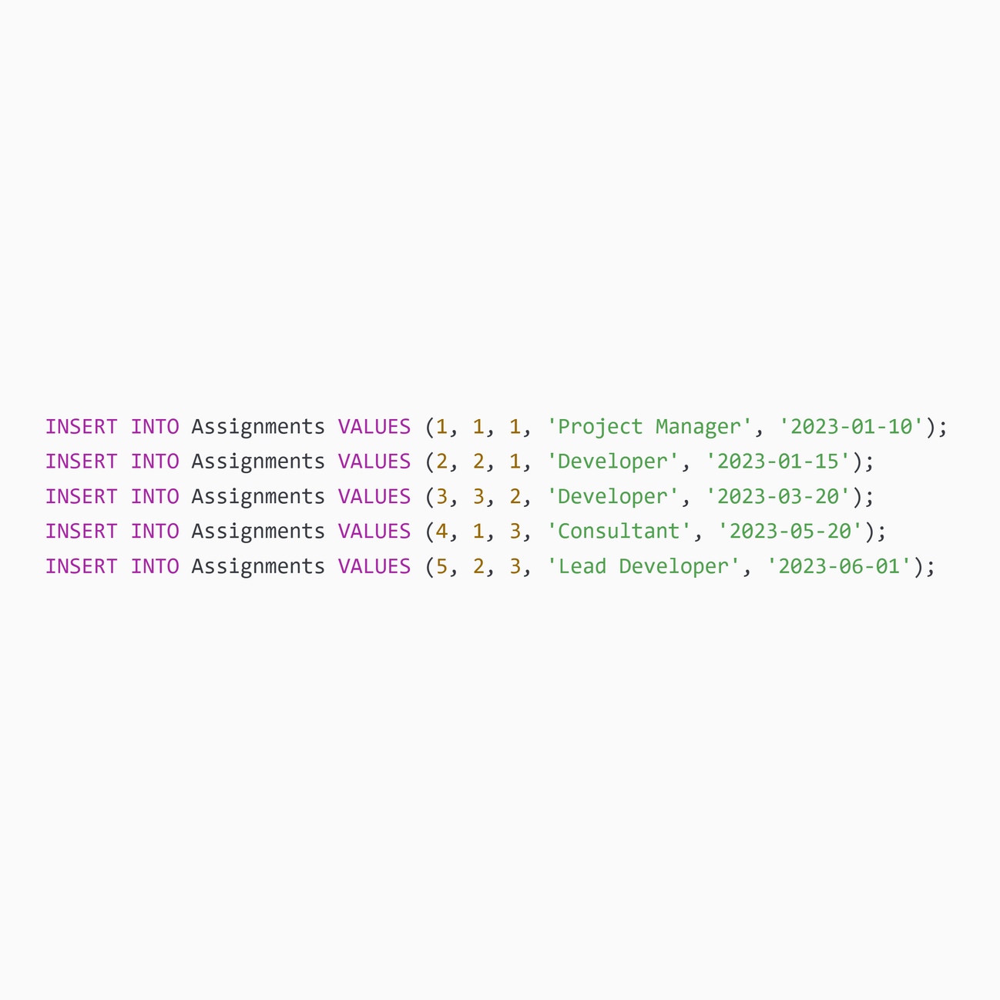 INSERT INTO Assignments VALUES (1, 1, 1, 'Project Manager', '2023-01-10');
INSERT INTO Assignments VALUES (2, 2, 1, 'Developer', '2023-01-15');
INSERT INTO Assignments VALUES (3, 3, 2, 'Developer', '2023-03-20');
INSERT INTO Assignments VALUES (4, 1, 3, 'Consultant', '2023-05-20');
INSERT INTO Assignments VALUES (5, 2, 3, 'Lead Developer', '2023-06-01');